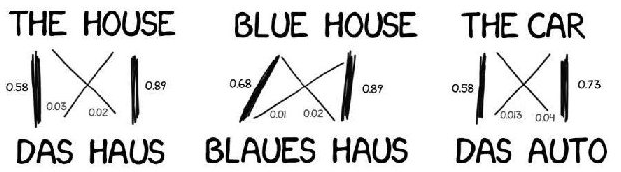 THE HOUSE
0.58 0.03 0.02 0.89
DAS HAUS
BLUE HOUSE
0.68 0.01 0.02 0.89
BLAUES HAUS
THE CAR
0.58 0.013 0.04 0.73
DAS AUTO